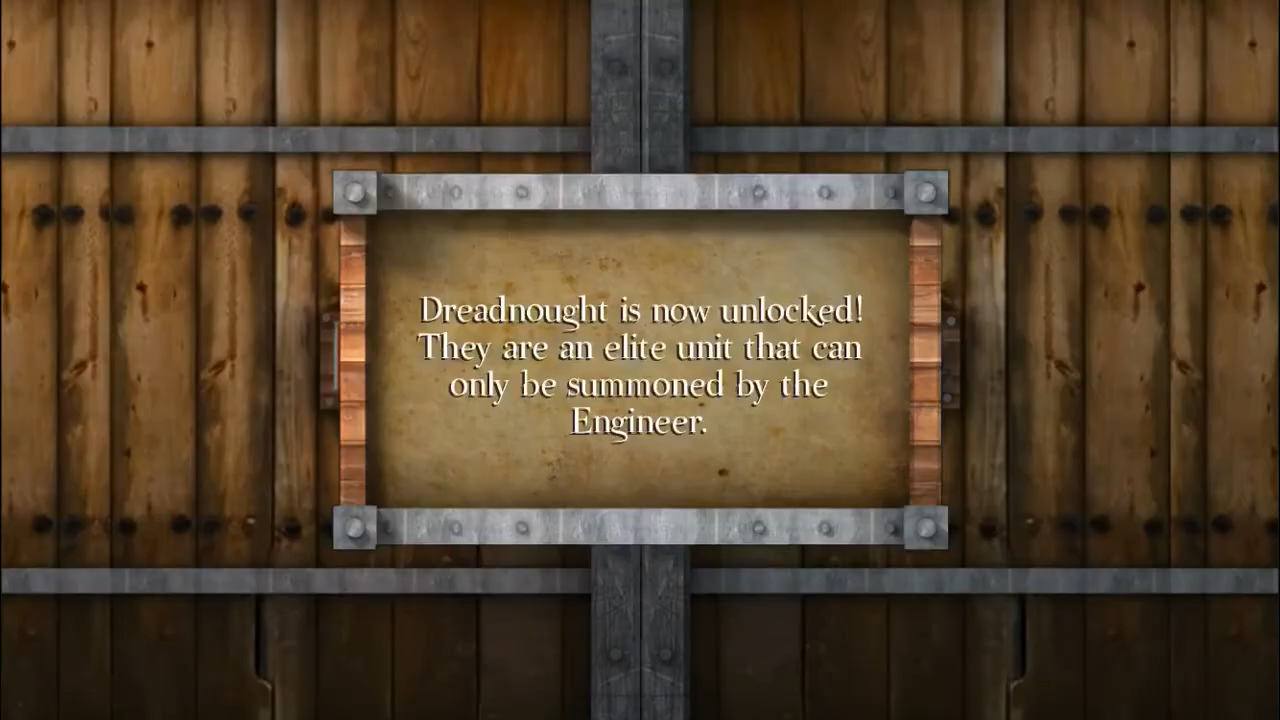 Dreadnought is now unlocked!
They are an elite unit that can
only be summoned by the
Engineer.